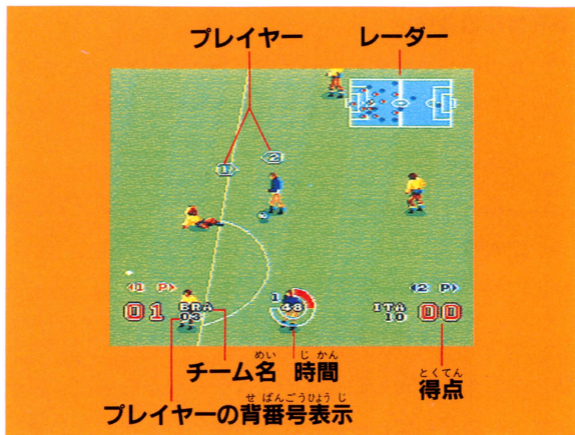 プレイヤー
レーダー
1 2
1P 2P
01 BRA 1 48 ITA 00
03 10
めい じかん
チーム名 時間
とくてん
得点
せばんごうひょうじ
プレイヤーの背番号表示